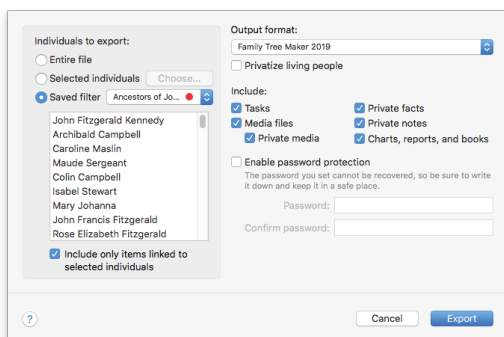 Individuals to export:
Entire file
Selected individuals
Choose...
Saved filter
Ancestors of Jo...
John Fitzgerald Kennedy
Archibald Campbell
Caroline Maslin
Maude Sergeant
Colin Campbell
Isabel Stewart
Mary Johanna
John Francis Fitzgerald
Rose Elizabeth Fitzgerald
Include only items linked to
selected individuals
Output format:
Family Tree Maker 2019
Privatize living people
Include:
Tasks
Private facts
Media files
Private notes
Private media
Charts, reports, and books
Enable password protection
The password you set cannot be recovered, so be sure to write
it down and keep it in a safe place.
Password:
Confirm password:
?
Cancel
Export